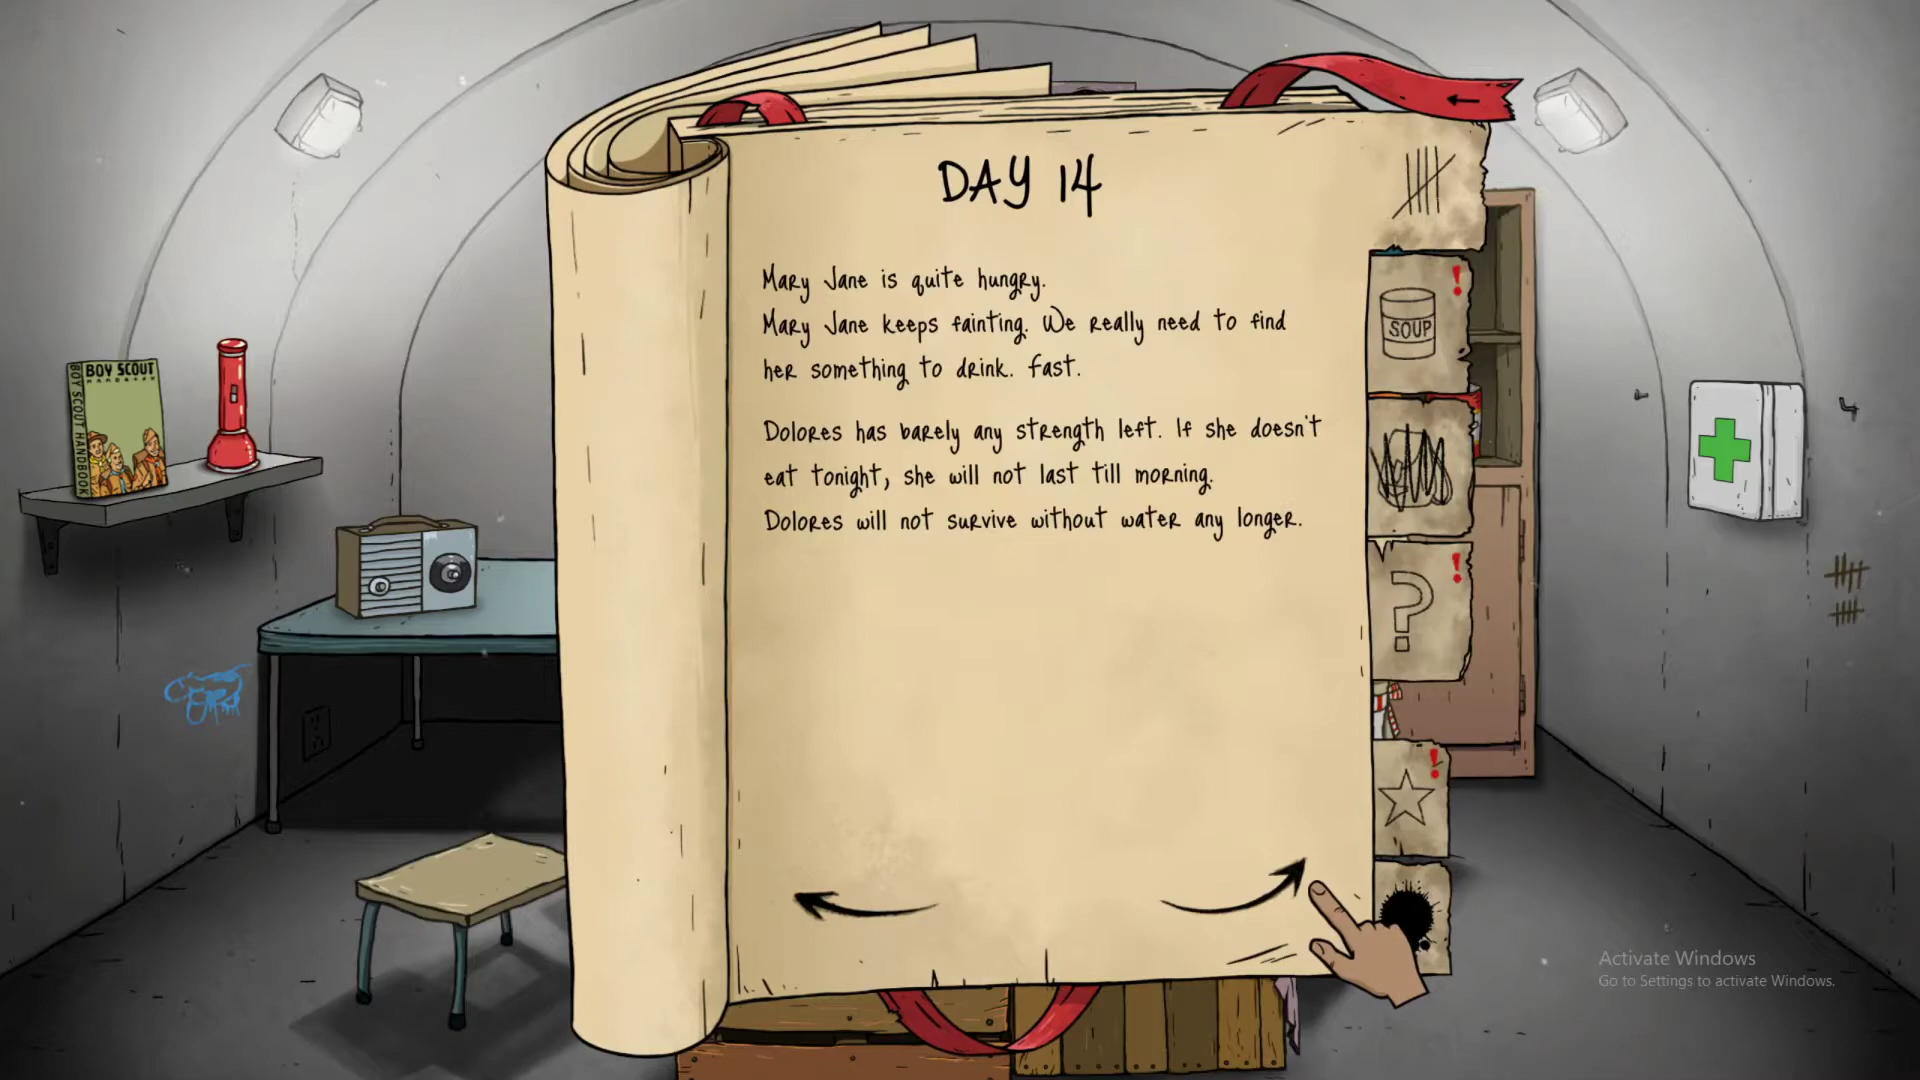 DAY 14
Mary Jane is quite hungry.
Mary Jane keeps fainting. We really need to find
her something to drink. fast.
Dolores has barely any strength left. If she doesn't
eat tonight, she will not last till morning.
Dolores will not survive without water any longer.
SOUP
!
!
?
!
BOY SCOUT
HANDBOOK
BOY SCOUT HANDBOOK
Activate Windows
Go to Settings to activate Windows.